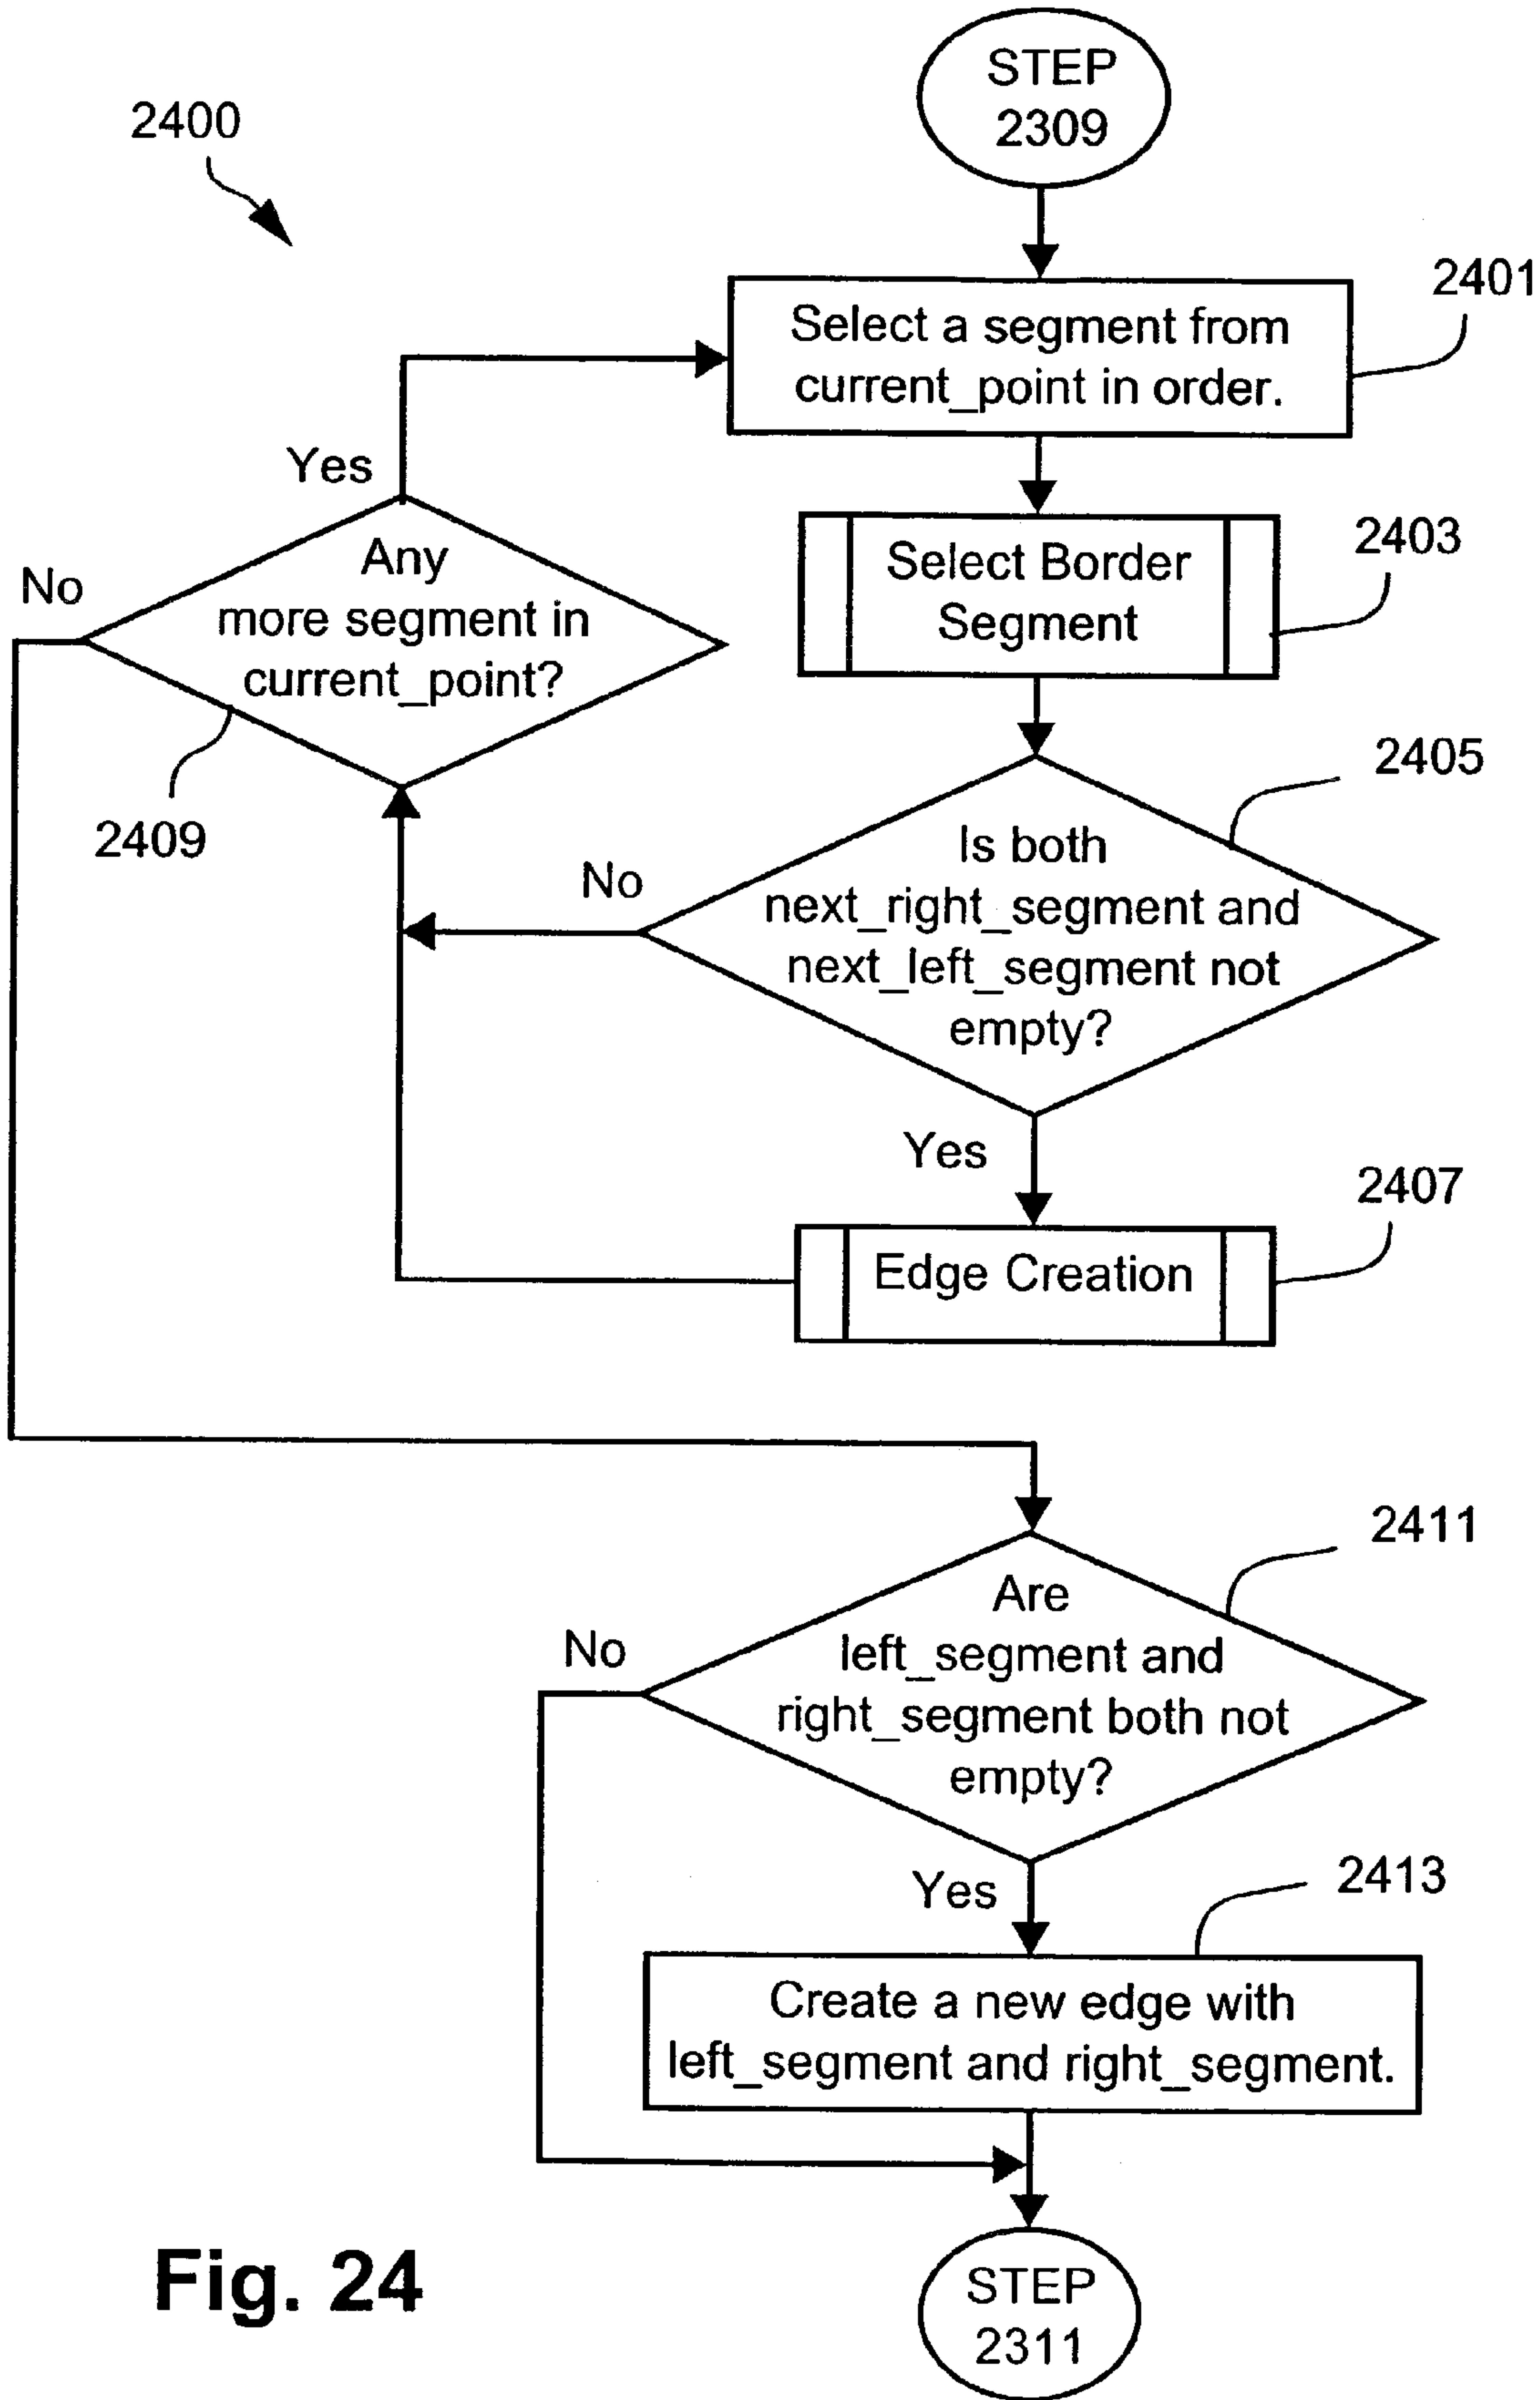 STEP
2309
2400
2401
Select a segment from
current_point in order.
Yes
2403
Select Border
Segment
No
Any
more segment in
current_point?
2409
2405
Is both
next_right_segment and
next_left_segment not
empty?
No
Yes
2407
Edge Creation
2411
Are
left_segment and
right_segment both not
empty?
No
Yes
2413
Create a new edge with
left_segment and right_segment.
STEP
2311
Fig. 24